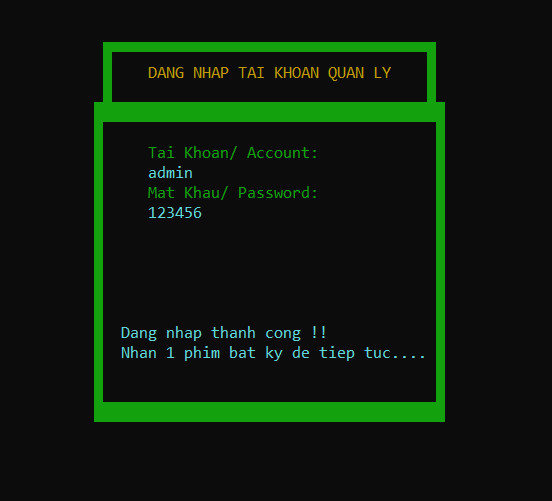 DANG NHAP TAI KHOAN QUAN LY
Tai Khoan/ Account:
admin
Mat Khau/ Password:
123456
Dang nhap thanh cong !!
Nhan 1 phim bat ky de tiep tuc....